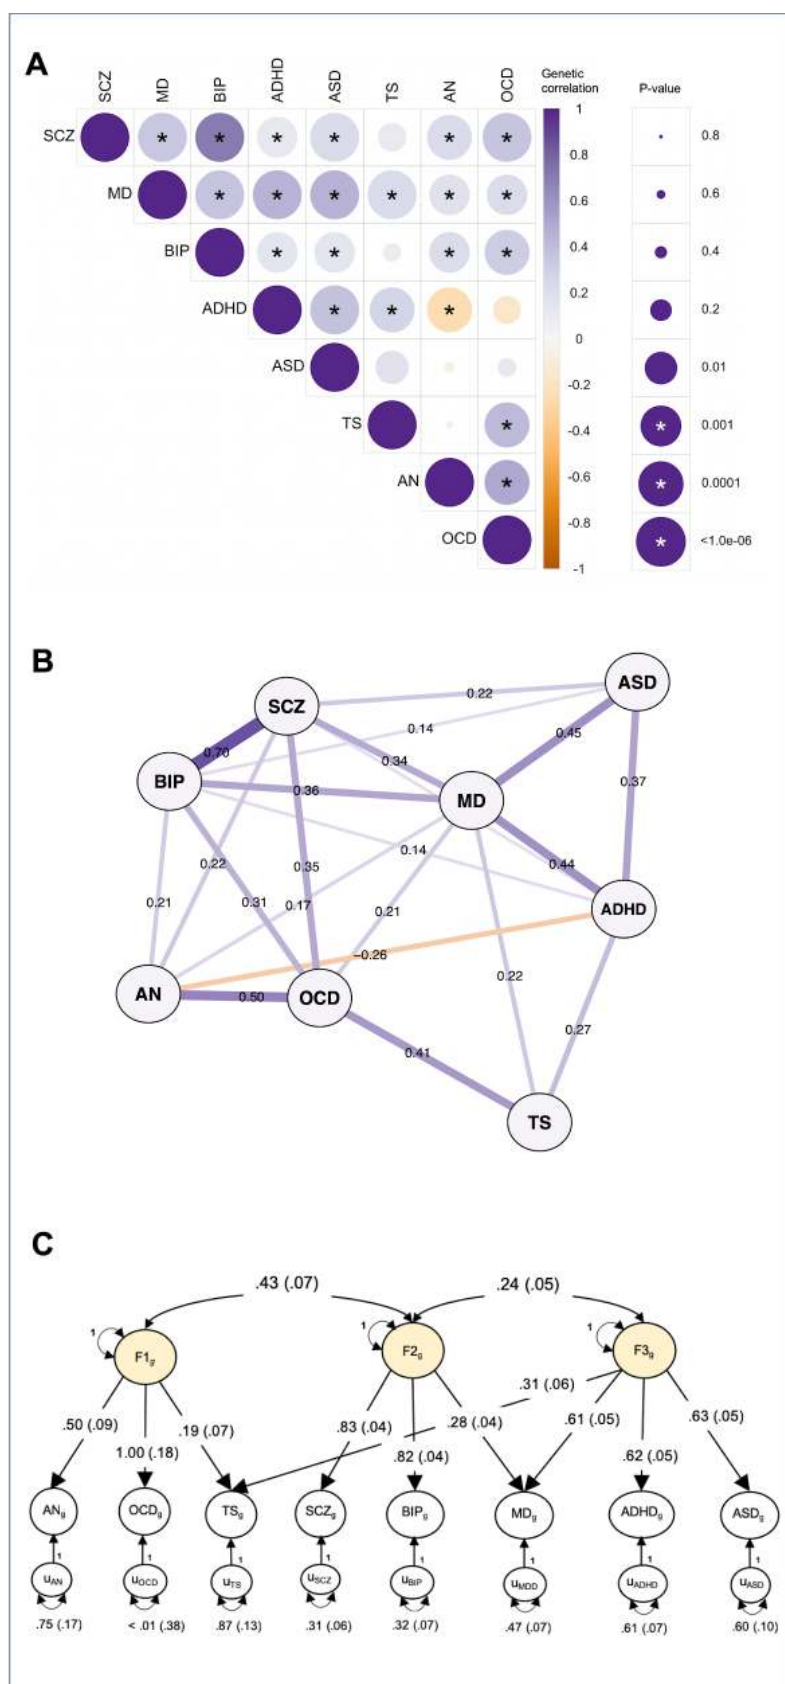 A
SCZ MD BIP ADHD ASD TS AN OCD
Genetic
correlation
P-value
SCZ * * * * * *
MD * * * * * *
BIP * * * *
ADHD * * *
ASD
TS *
AN *
OCD
1
0.8
0.6
0.4
0.2
0
-0.2
-0.4
-0.6
-0.8
-1
0.8
0.6
0.4
0.2
0.01
* 0.001
* 0.0001
* <1.0e-06
B
ASD
SCZ
0.22
0.14
0.45
0.70
0.34
BIP
0.37
0.36
MD
0.14
0.44
0.22
0.35
0.21
0.31
0.17
0.21
ADHD
−0.26
0.22
AN
0.50
OCD
0.27
0.41
TS
C
.43 (.07) .24 (.05)
1 1 1
F1g F2g F3g
.31 (.06)
.50 (.09) .19 (.07) .83 (.04) .28 (.04) .61 (.05) .63 (.05)
1.00 (.18) .82 (.04) .62 (.05)
ANg OCDg TSg SCZg BIPg MDg ADHDg ASDg
1 1 1 1 1 1 1 1
uAN uOCD uTS uSCZ uBIP uMDD uADHD uASD
.75 (.17) < .01 (.38) .87 (.13) .31 (.06) .32 (.07) .47 (.07) .61 (.07) .60 (.10)